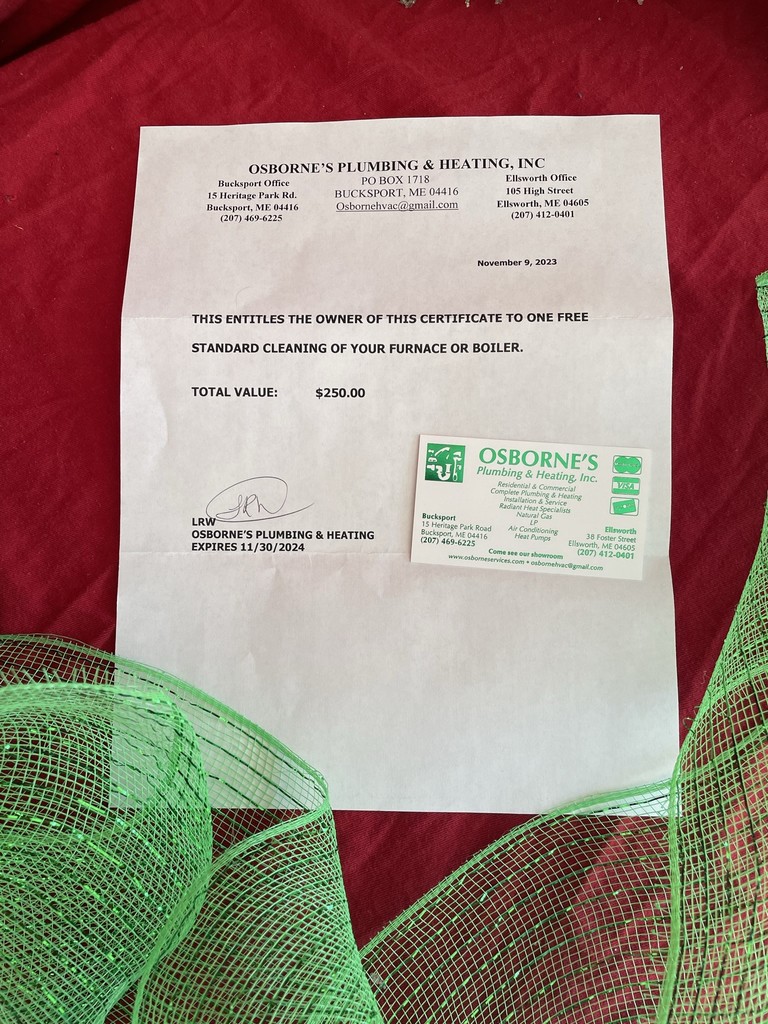 OSBORNE'S PLUMBING & HEATING, INC
Bucksport Office
15 Heritage Park Rd.
Bucksport, ME 04416
(207) 469-6225
PO BOX 1718
BUCKSPORT, ME 04416
Osbornehvac@gmail.com
Ellsworth Office
105 High Street
Ellsworth, ME 04605
(207) 412-0401
November 9, 2023
THIS ENTITLES THE OWNER OF THIS CERTIFICATE TO ONE FREE
STANDARD CLEANING OF YOUR FURNACE OR BOILER.
TOTAL VALUE: $250.00
LRW
OSBORNE'S PLUMBING & HEATING
EXPIRES 11/30/2024
OSBORNE'S
Plumbing & Heating, Inc.
Residential & Commercial
Complete Plumbing & Heating
Installation & Service
Radiant Heat Specialists
Natural Gas
LP
Air Conditioning
Heat Pumps
VISA
Bucksport
15 Heritage Park Road
Bucksport, ME 04416
(207) 469-6225
Ellsworth
38 Foster Street
Ellsworth, ME 04605
(207) 412-0401
Come see our showroom
www.osborneservices.com • osbornehvac@gmail.com